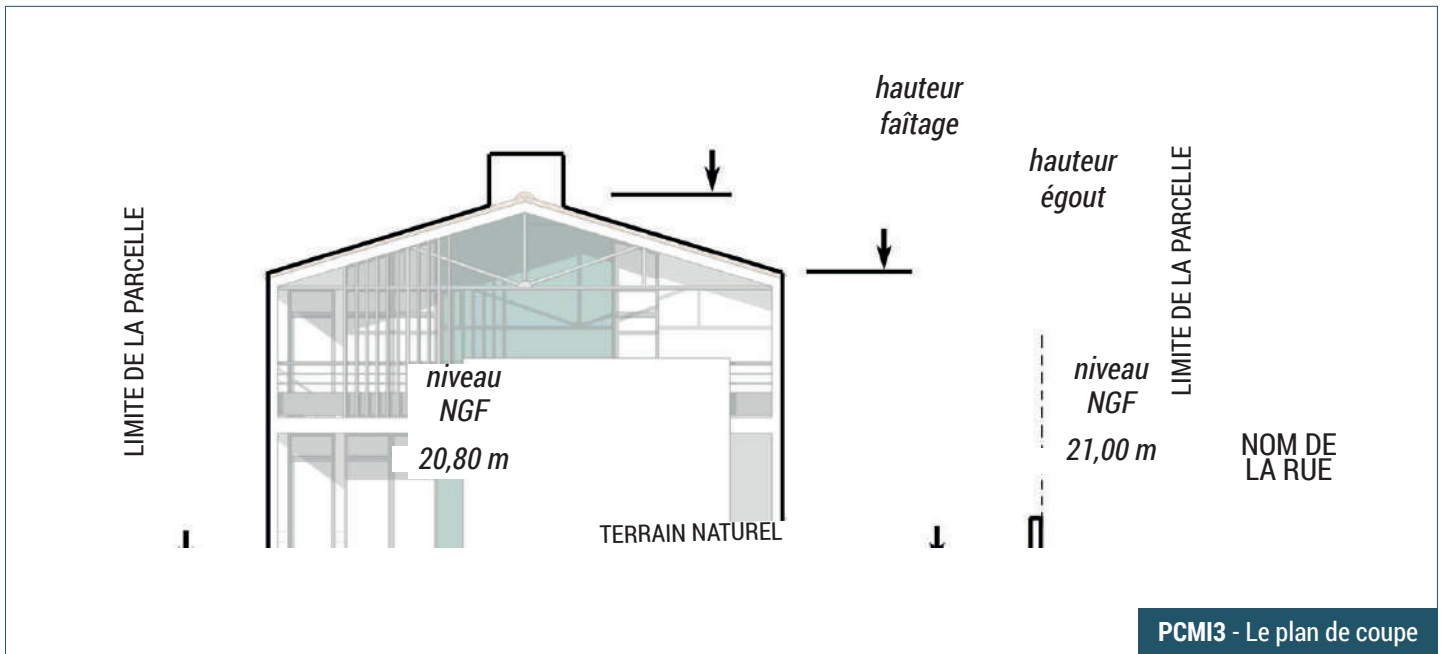 hauteur
faîtage
hauteur
égout
LIMITE DE LA PARCELLE
LIMITE DE LA PARCELLE
niveau
NGF
20,80 m
niveau
NGF
21,00 m
NOM DE
LA RUE
TERRAIN NATUREL
PCMI3 - Le plan de coupe